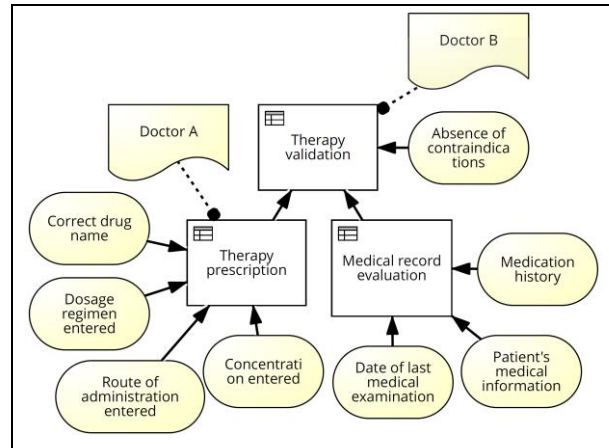 Doctor B
Doctor A
Therapy
validation
Absence of
contraindica
tions
Correct drug
name
Therapy
prescription
Medical record
evaluation
Medication
history
Dosage
regimen
entered
Route of
administration
entered
Concentrati
on entered
Date of last
medical
examination
Patient's
medical
information